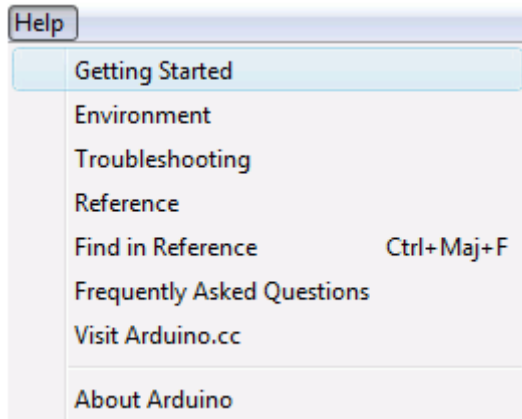 Help
Getting Started
Environment
Troubleshooting
Reference
Find in Reference Ctrl+Maj+F
Frequently Asked Questions
Visit Arduino.cc
About Arduino